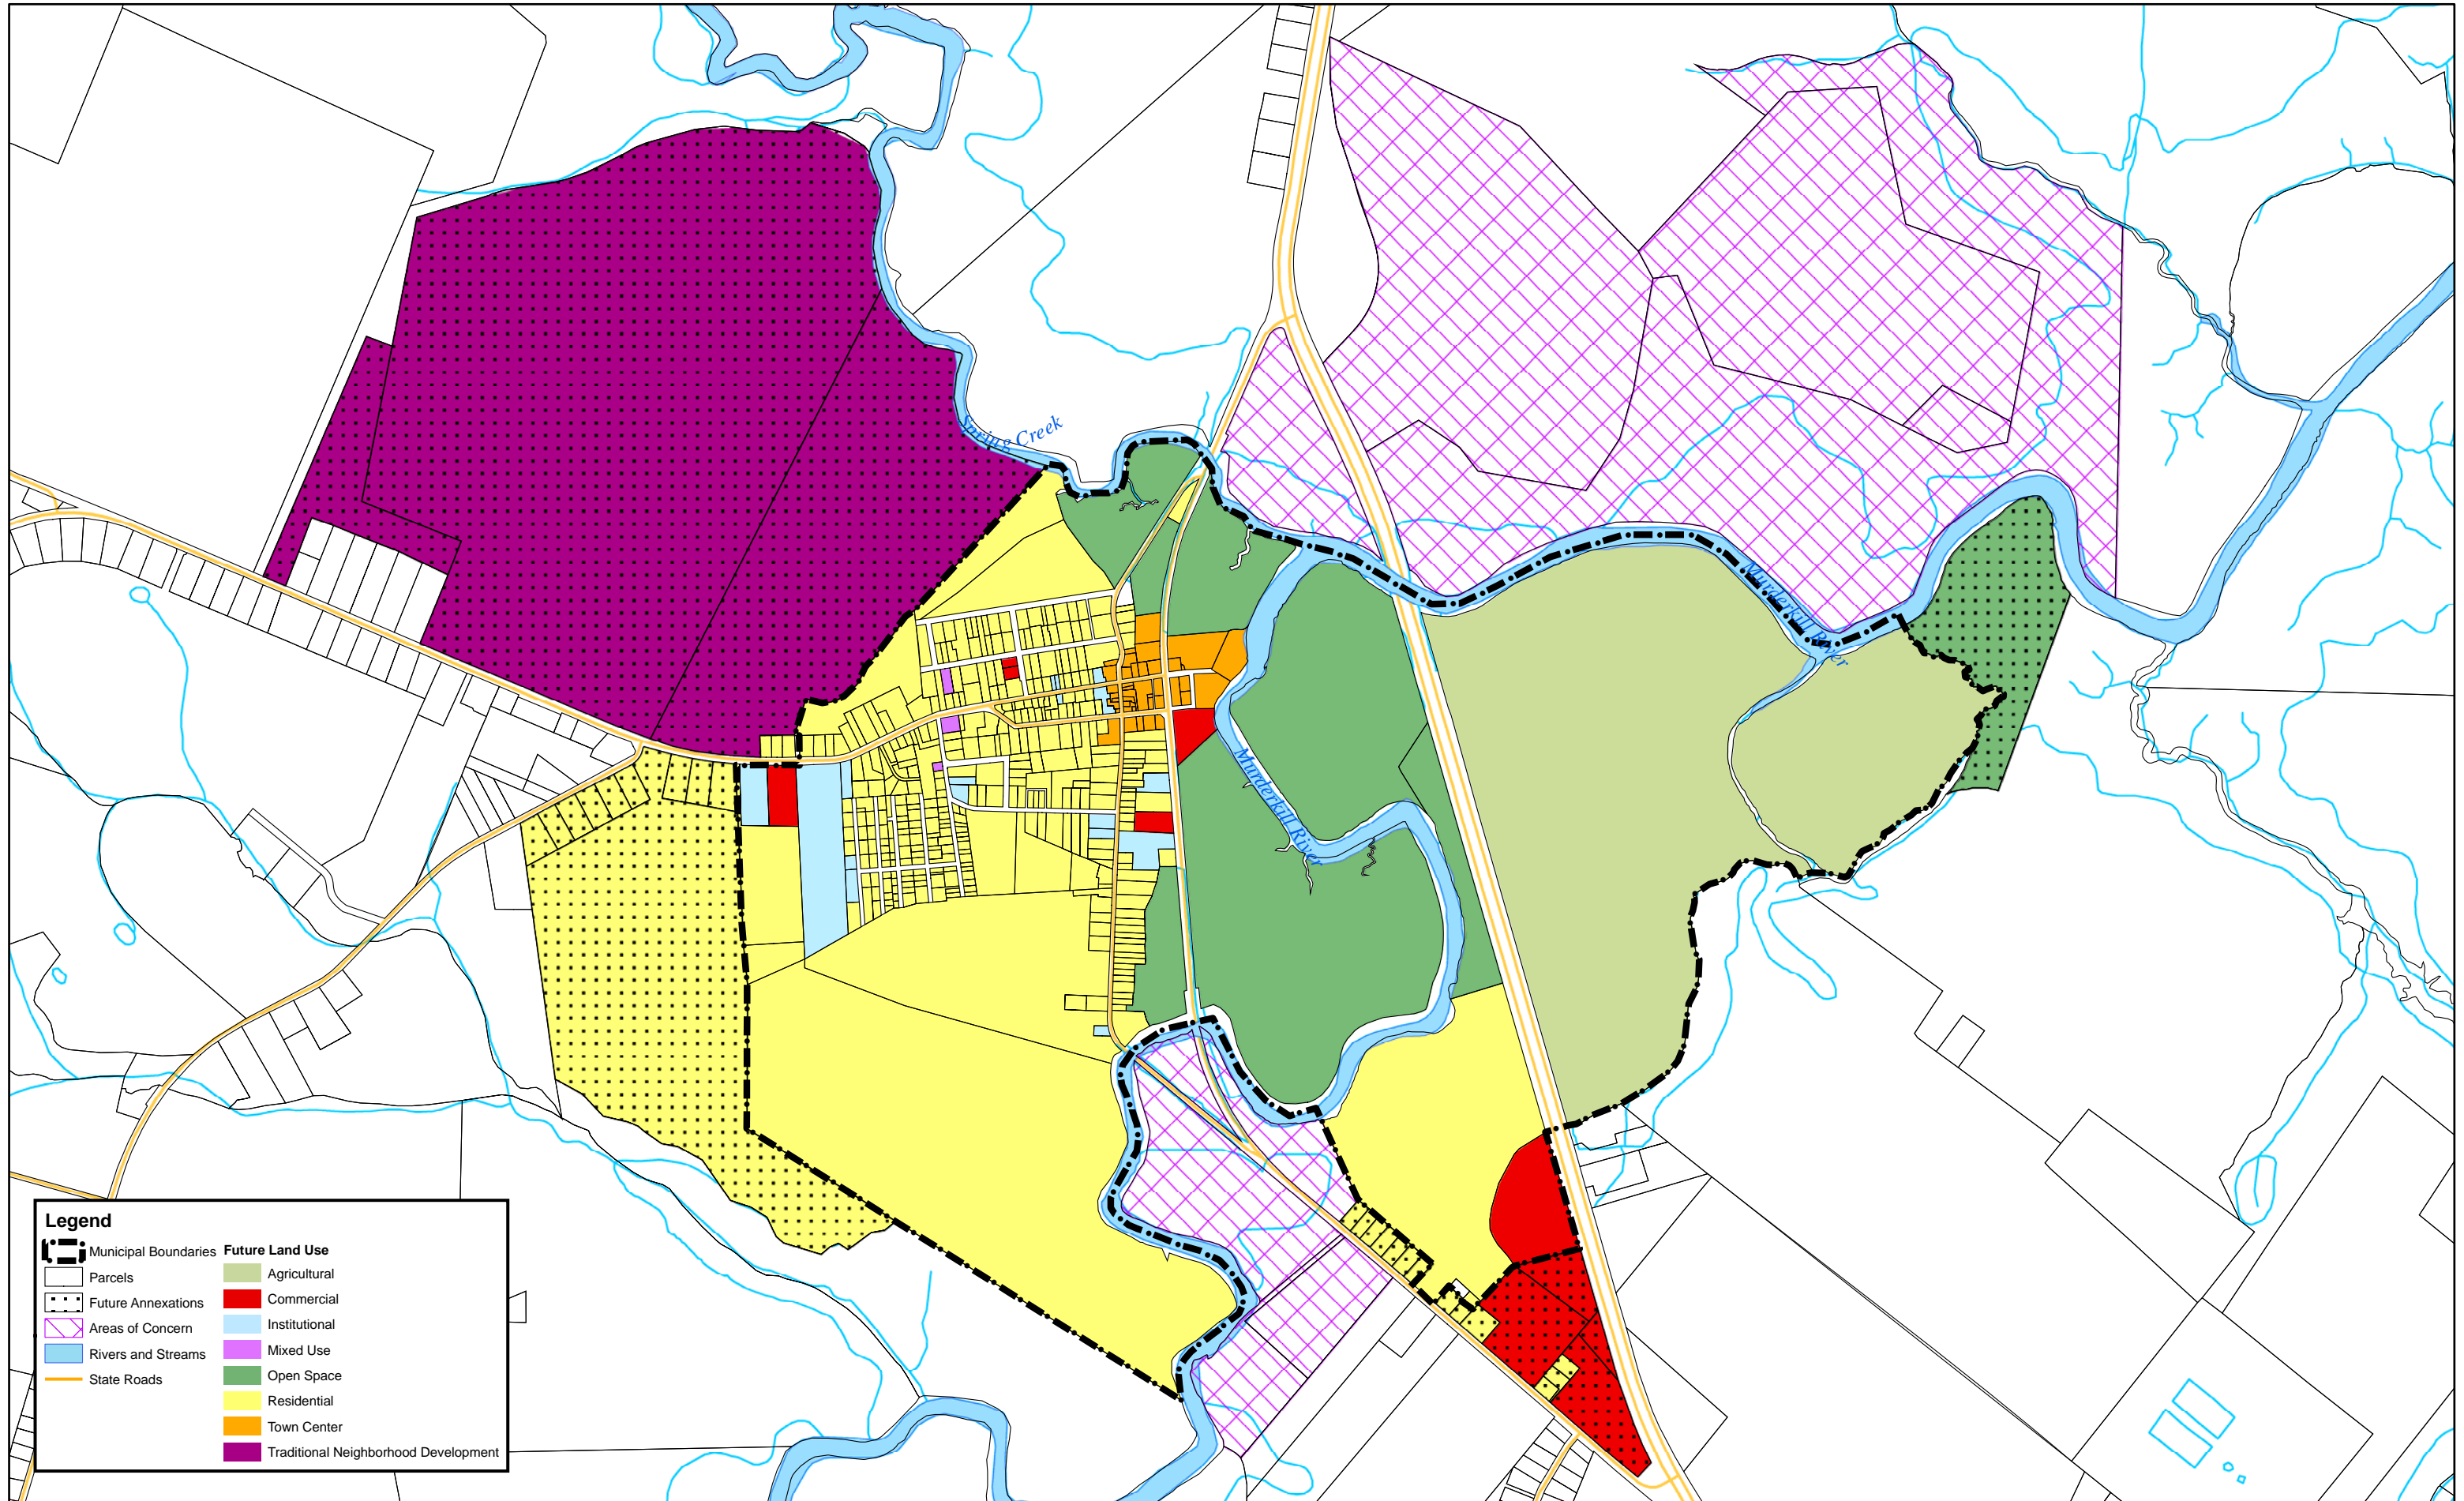 Spring Creek
Murderkill River
Murderkill River
Legend
Municipal Boundaries
Parcels
Future Annexations
Areas of Concern
Rivers and Streams
State Roads
Future Land Use
Agricultural
Commercial
Institutional
Mixed Use
Open Space
Residential
Town Center
Traditional Neighborhood Development